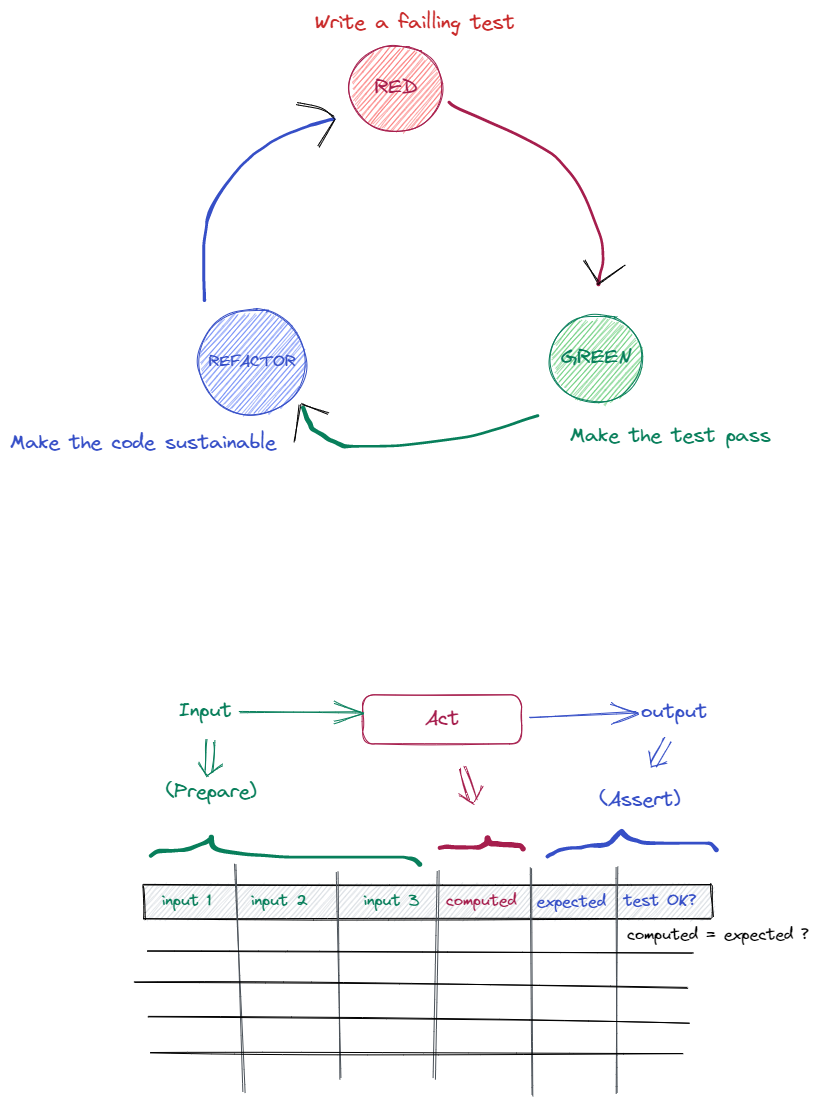 Write a failling test
RED
REFACTOR
GREEN
Make the code sustainable
Make the test pass
Input
Act
output
(Prepare)
(Assert)
input 1 input 2 input 3 computed expected test OK?
computed = expected ?